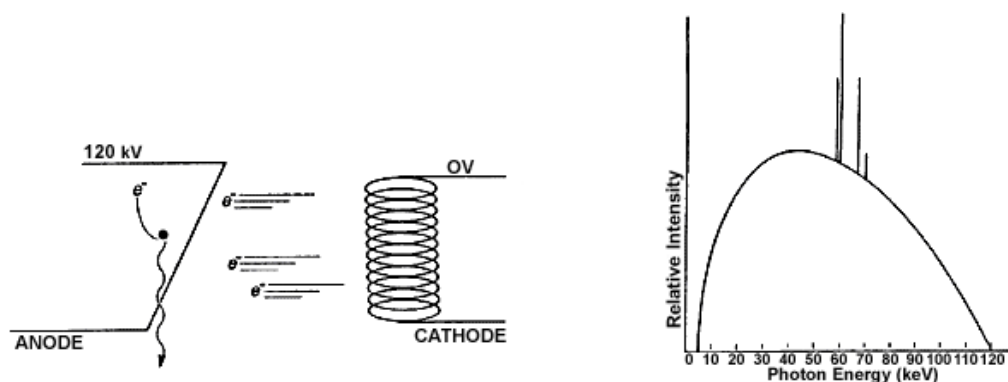 120 kV
OV
e⁻
e⁻
e⁻
e⁻
ANODE
CATHODE
Relative Intensity
0 10 20 30 40 50 60 70 80 90 100 110 120
Photon Energy (keV)